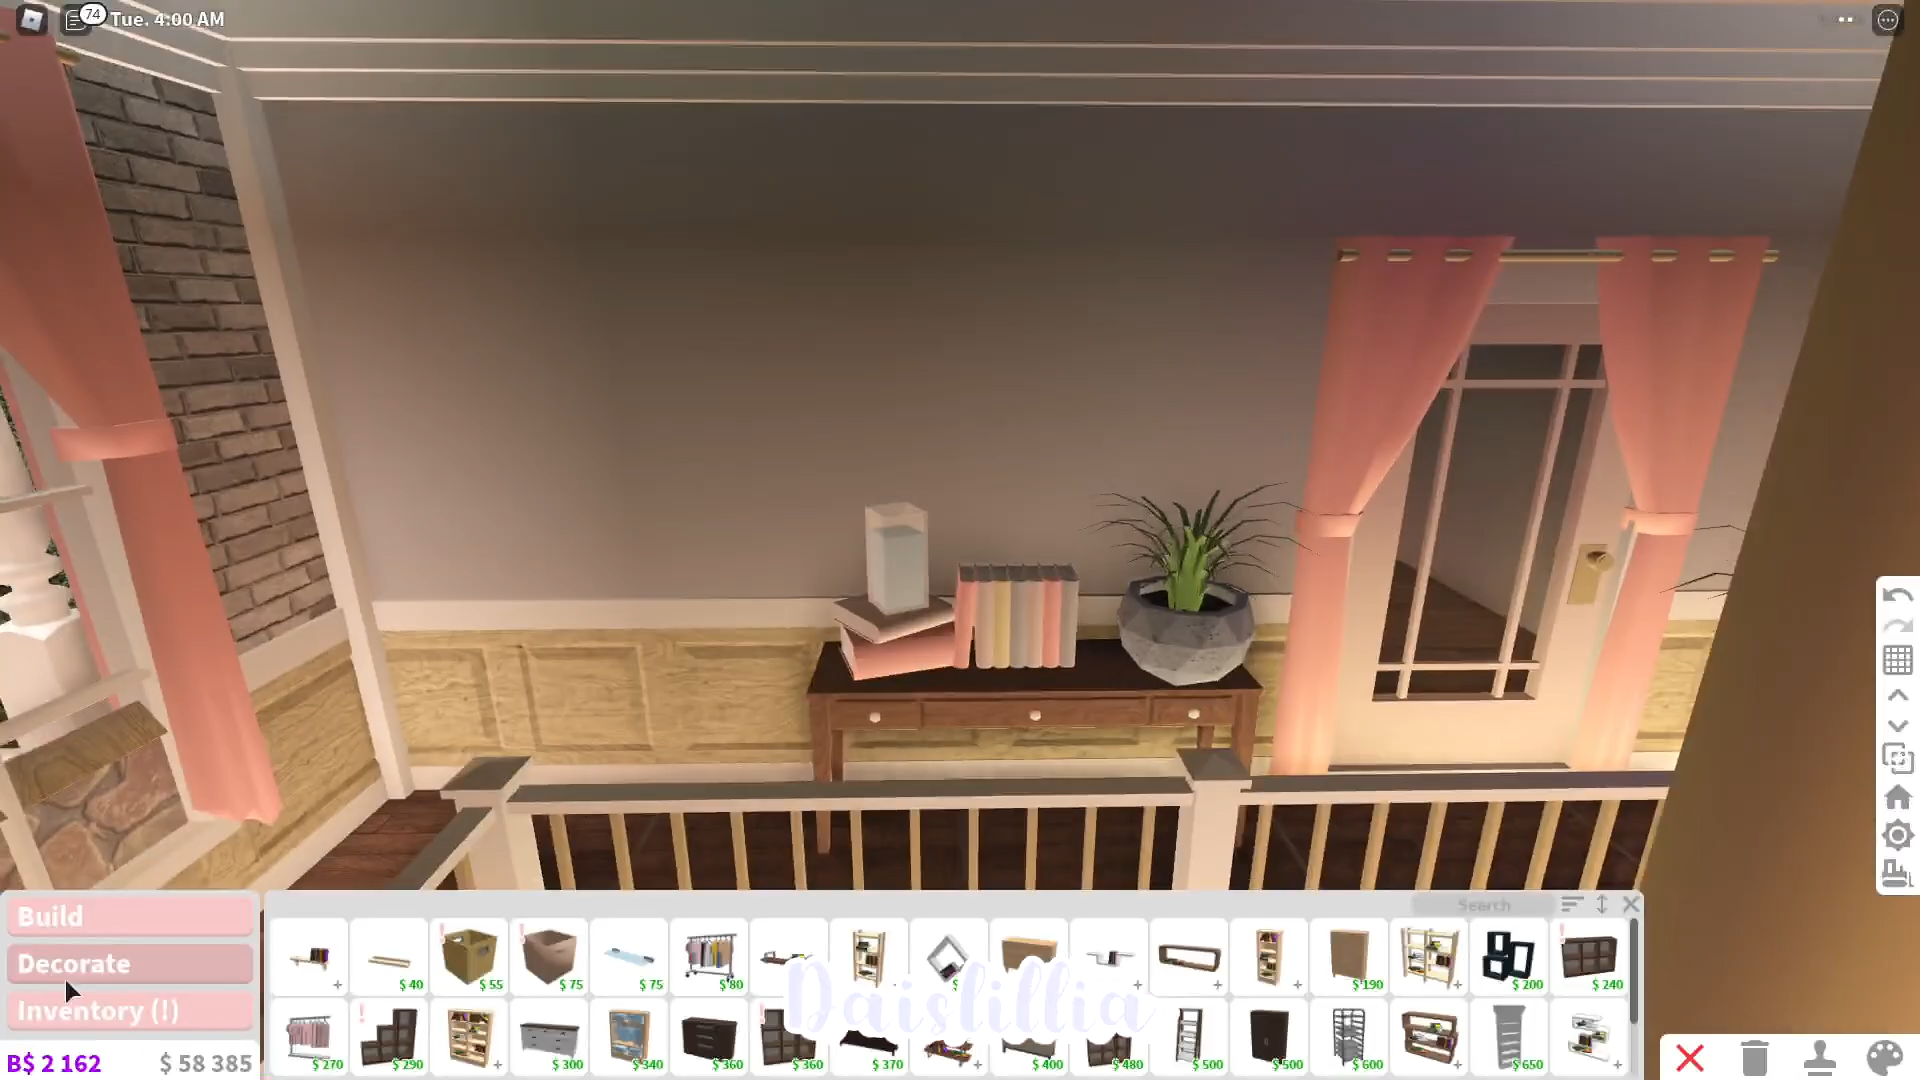 74 Tue. 4:00 AM
Search
Build
Decorate
Inventory (!)
B$ 2 162 $ 58 385
$ 40 $ 55 $ 75 $ 75 $ 80 $ $ 190 $ 200 $ 240
$ 270 $ 290 $ 300 $ 340 $ 360 $ 360 $ 370 $ 400 $ 480 $ 500 $ 500 $ 600 $ 650
Daisillia